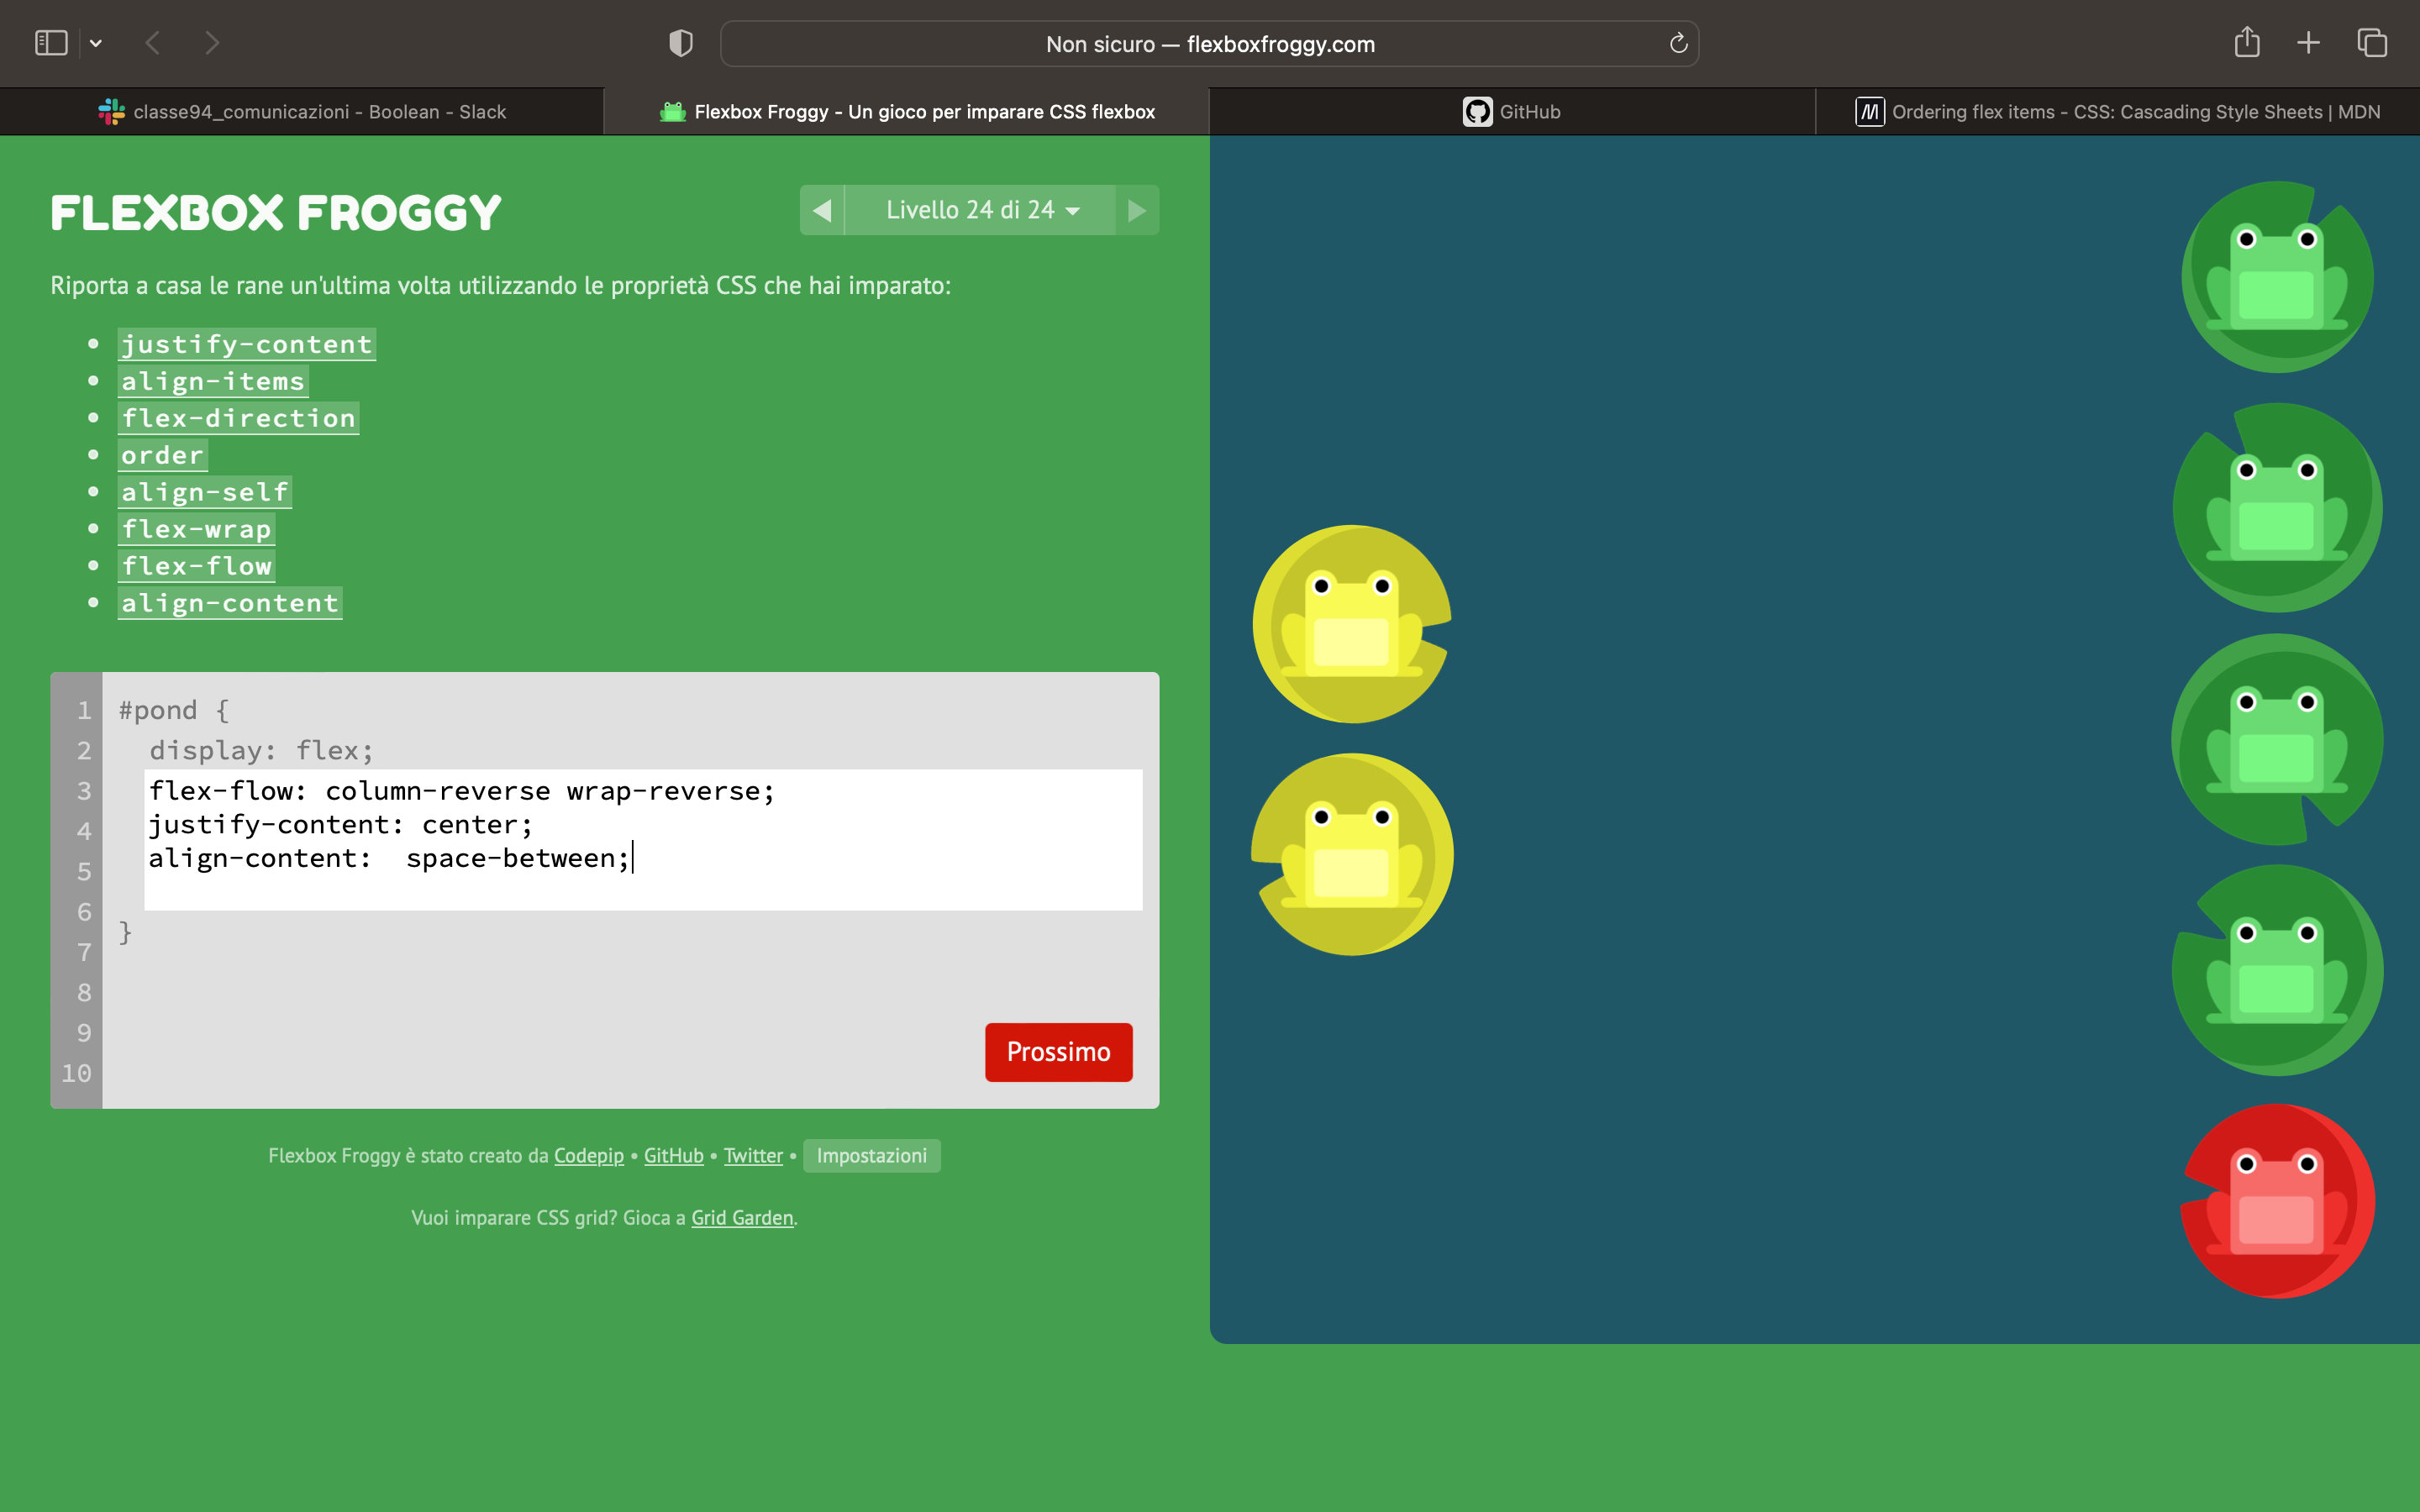 Non sicuro — flexboxfroggy.com
classe94_comunicazioni - Boolean - Slack
Flexbox Froggy - Un gioco per imparare CSS flexbox
GitHub
Ordering flex items - CSS: Cascading Style Sheets | MDN
FLEXBOX FROGGY
Livello 24 di 24
Riporta a casa le rane un'ultima volta utilizzando le proprietà CSS che hai imparato:
justify-content
align-items
flex-direction
order
align-self
flex-wrap
flex-flow
align-content
1 #pond {
2 display: flex;
3 flex-flow: column-reverse wrap-reverse;
4 justify-content: center;
5 align-content:  space-between;
6 }
7
8
9
10
Prossimo
Flexbox Froggy è stato creato da Codepip • GitHub • Twitter • Impostazioni
Vuoi imparare CSS grid? Gioca a Grid Garden.